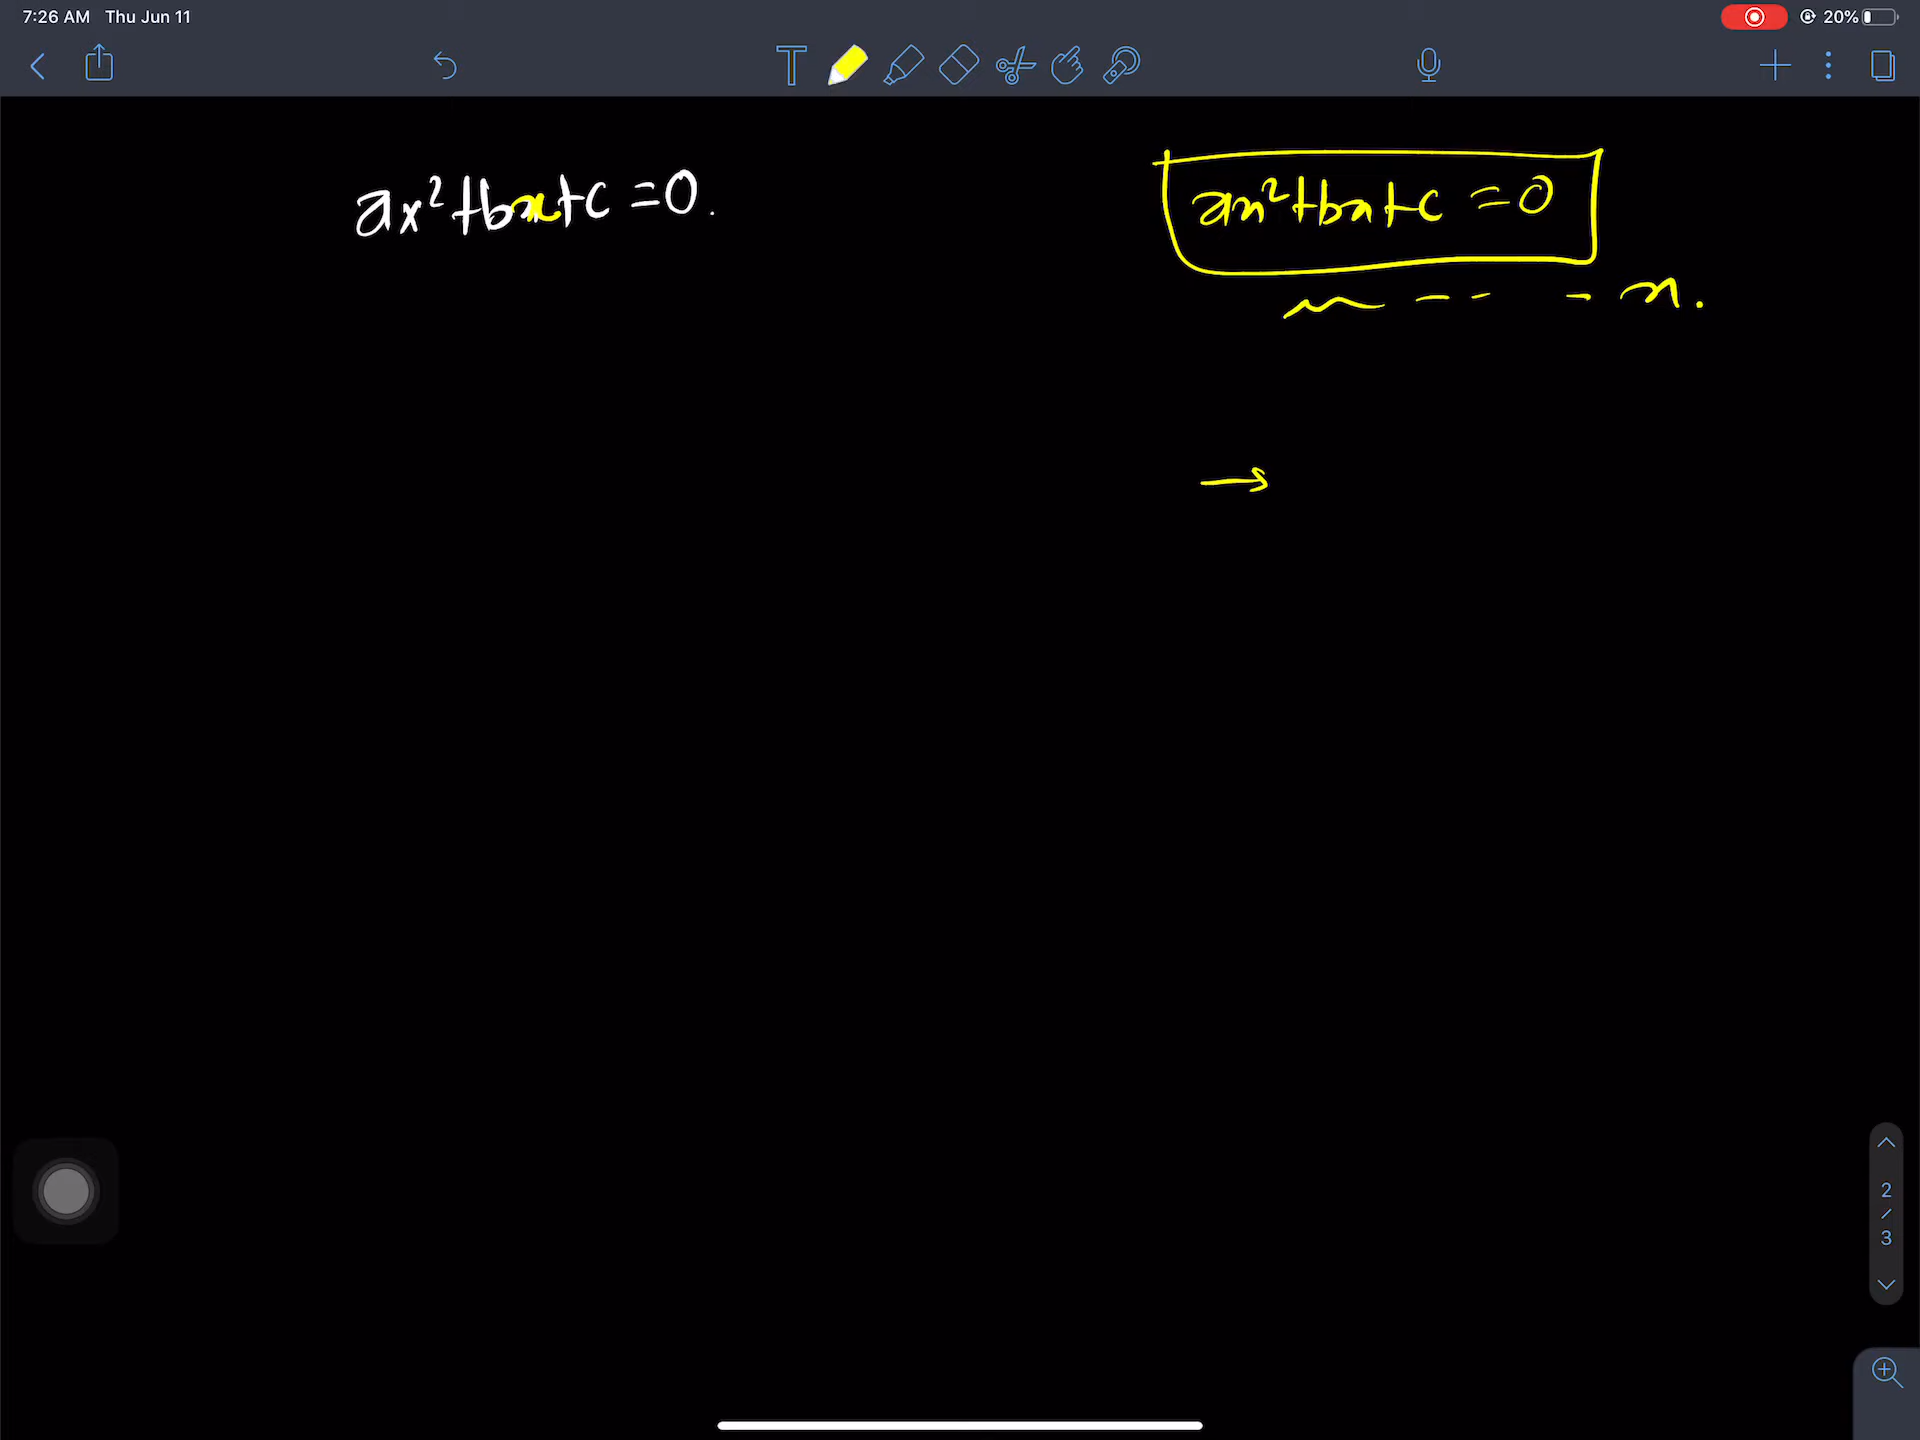 7:26 AM Thu Jun 11
20%
ax²+bx+c=0.
ax²+bx+c=0
x.
→
2
/
3